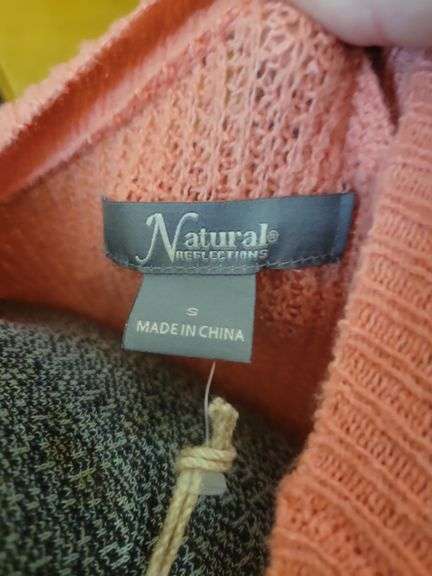 Natural®
REFLECTIONS
S
MADE IN CHINA